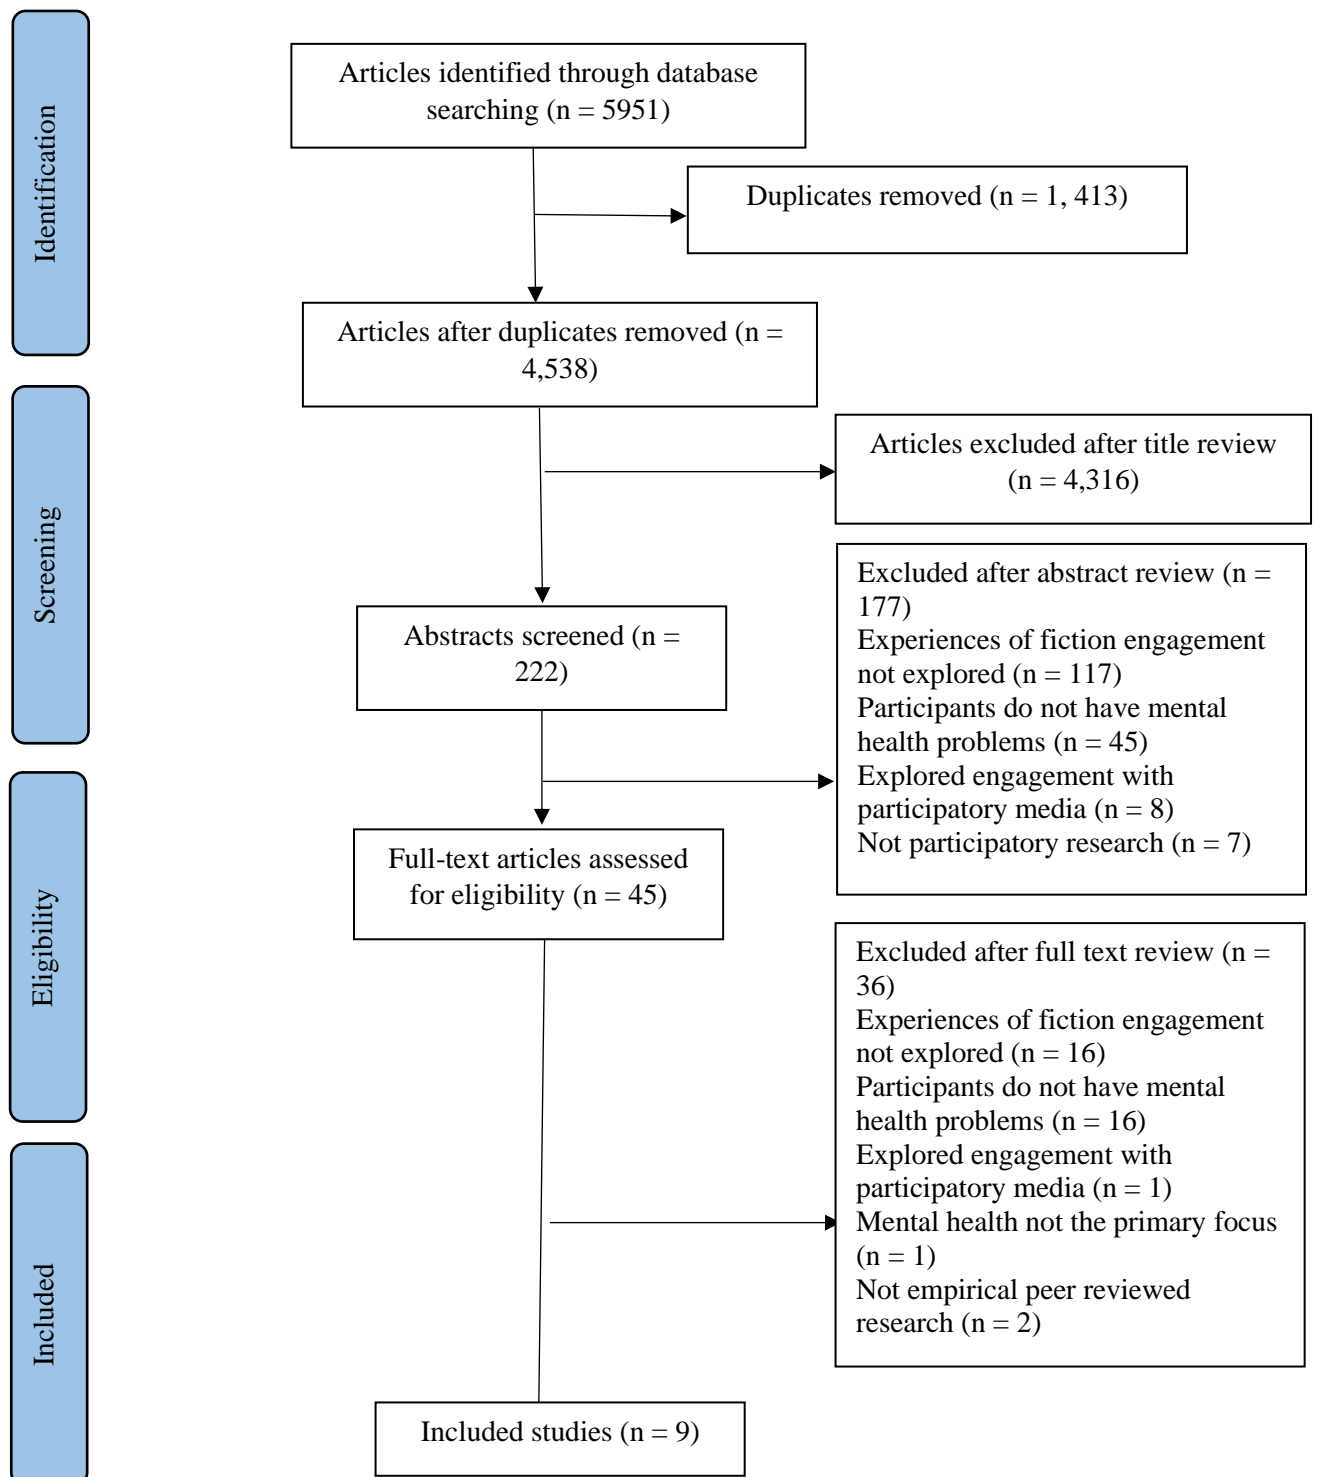 Identification
Articles identified through database
searching (n = 5951)
Duplicates removed (n = 1, 413)
Articles after duplicates removed (n =
4,538)
Screening
Articles excluded after title review
(n = 4,316)
Abstracts screened (n =
222)
Excluded after abstract review (n =
177)
Experiences of fiction engagement
not explored (n = 117)
Participants do not have mental
health problems (n = 45)
Explored engagement with
participatory media (n = 8)
Not participatory research (n = 7)
Eligibility
Full-text articles assessed
for eligibility (n = 45)
Excluded after full text review (n =
36)
Experiences of fiction engagement
not explored (n = 16)
Participants do not have mental
health problems (n = 16)
Explored engagement with
participatory media (n = 1)
Mental health not the primary focus
(n = 1)
Not empirical peer reviewed
research (n = 2)
Included
Included studies (n = 9)